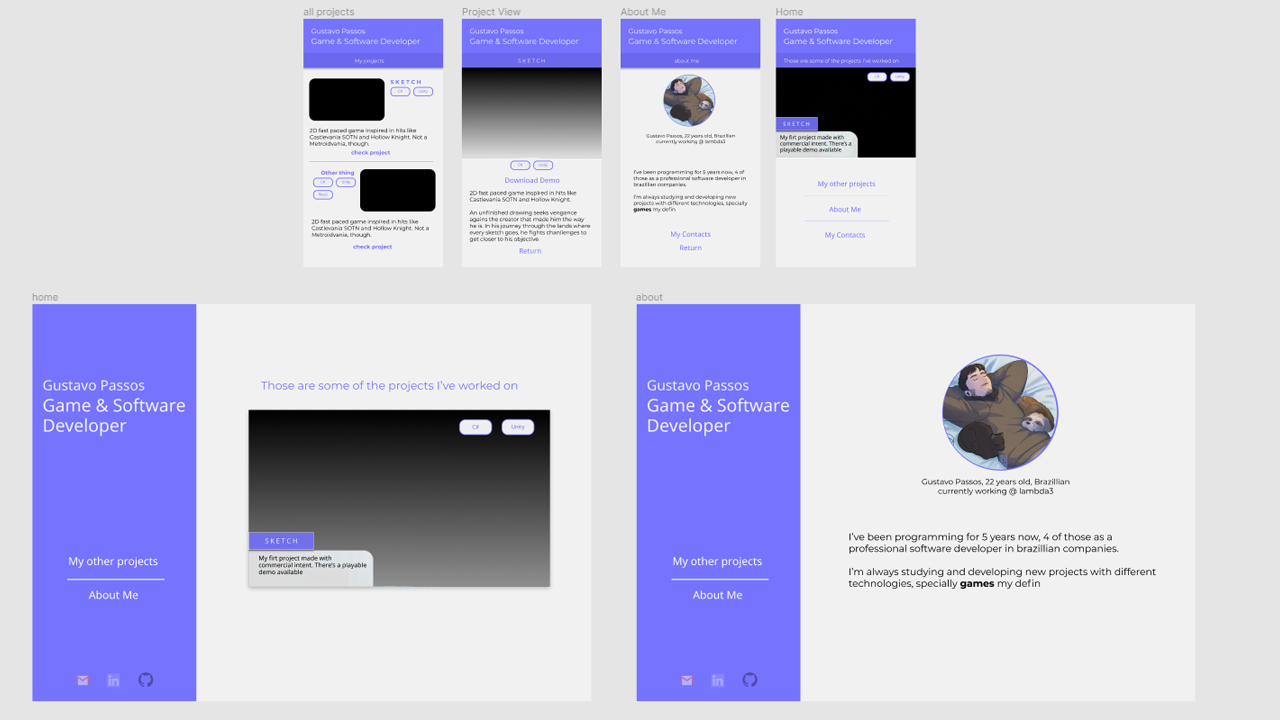 all projects
Gustavo Passos
Game & Software Developer
My projects
SKETCH
C# Unity
2D fast paced game inspired in hits like
Castlevania SOTN and Hollow Knight. Not a
Metroidvania, though.
check project
Other thing
C# Unity
2D fast paced game inspired in hits like
Castlevania SOTN and Hollow Knight. Not a
Metroidvania, though.
check project
Project View
Gustavo Passos
Game & Software Developer
SKETCH
C# Unity
Download Demo
2D fast paced game inspired in hits like
Castlevania SOTN and Hollow Knight.
An unfinished drawing seeks vengance
agains the creator that made him the way
he is. In his journey through the lands where
every sketch goes, he fights chanllenges to
get closer to his objective.
Return
About Me
Gustavo Passos
Game & Software Developer
about me
Gustavo Passos, 22 years old, Brazillian
currently working @ lambda3
I've been programming for 5 years now, 4 of
those as a professional software developer in
brazillian companies.
I'm always studying and developing new
projects with different technologies, specially
games my defin
My Contacts
Return
Home
Gustavo Passos
Game & Software Developer
Those are some of the projects I've worked on
C# Unity
SKETCH
My firt project made with
commercial intent. There's a
playable demo available
My other projects
About Me
My Contacts
home
Gustavo Passos
Game & Software
Developer
My other projects
About Me
in
Those are some of the projects I've worked on
C# Unity
SKETCH
My firt project made with
commercial intent. There's a playable
demo available
about
Gustavo Passos
Game & Software
Developer
My other projects
About Me
in
Gustavo Passos, 22 years old, Brazillian
currently working @ lambda3
I've been programming for 5 years now, 4 of those as a
professional software developer in brazillian companies.
I'm always studying and developing new projects with different
technologies, specially games my defin